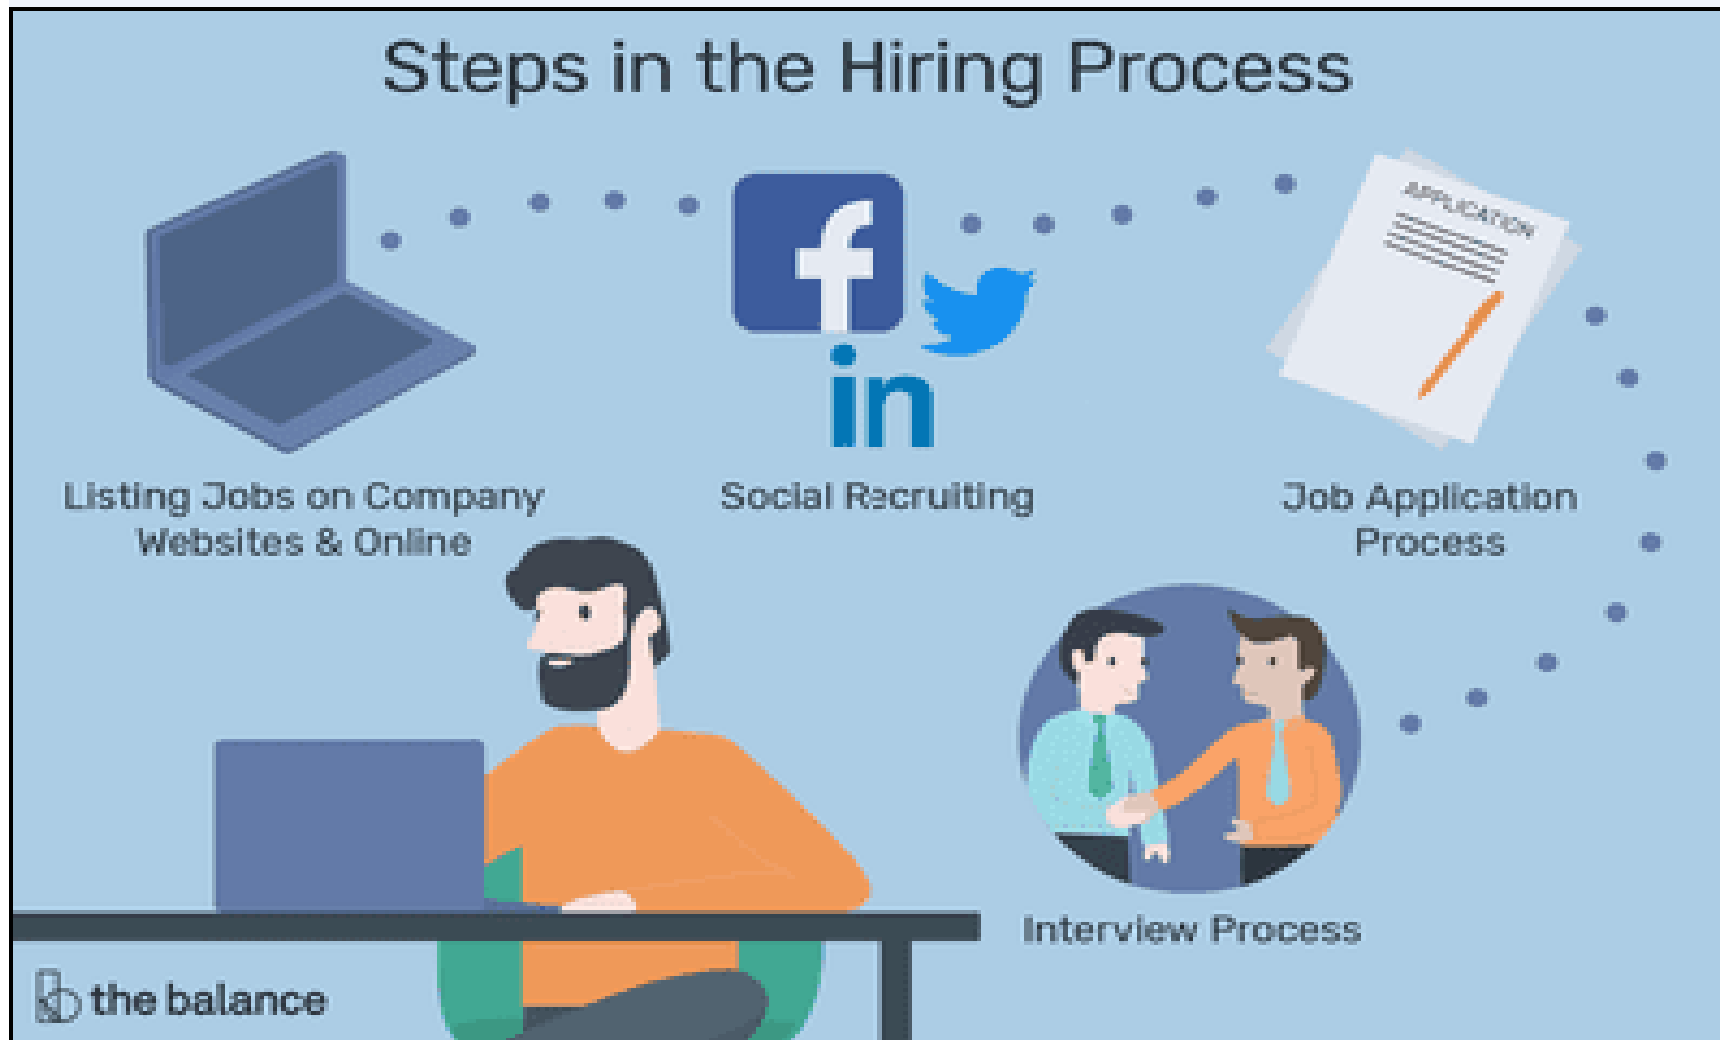 Steps in the Hiring Process
APPLICATION
Listing Jobs on Company
Websites & Online
Social Recruiting
Job Application
Process
Interview Process
the balance